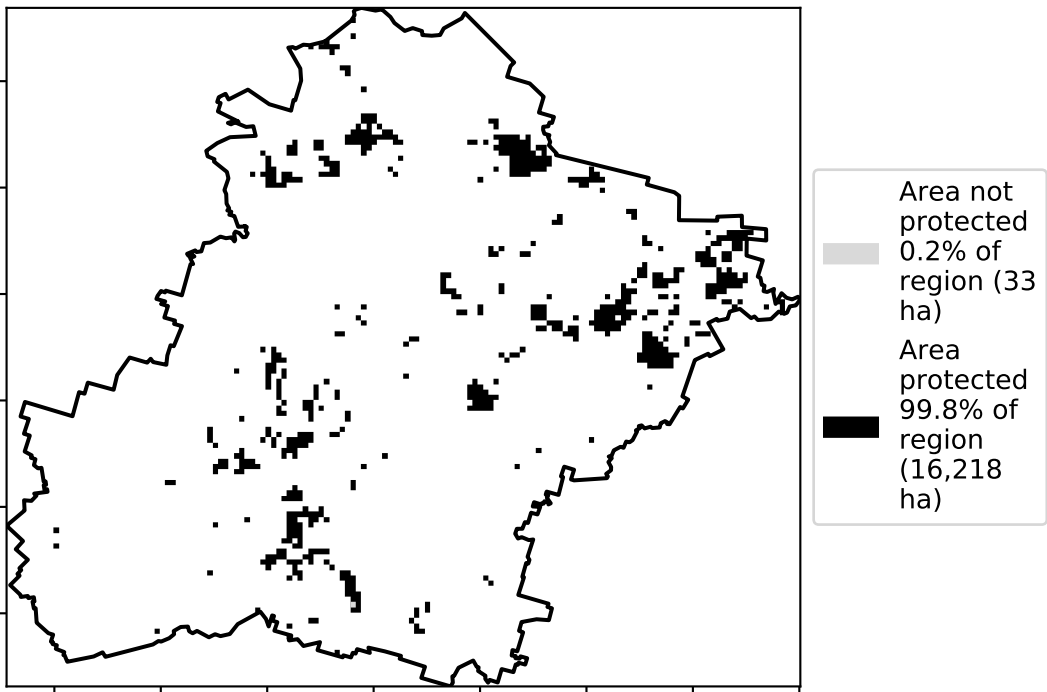 Area not
protected
0.2% of
region (33
ha)
Area
protected
99.8% of
region
(16,218
ha)